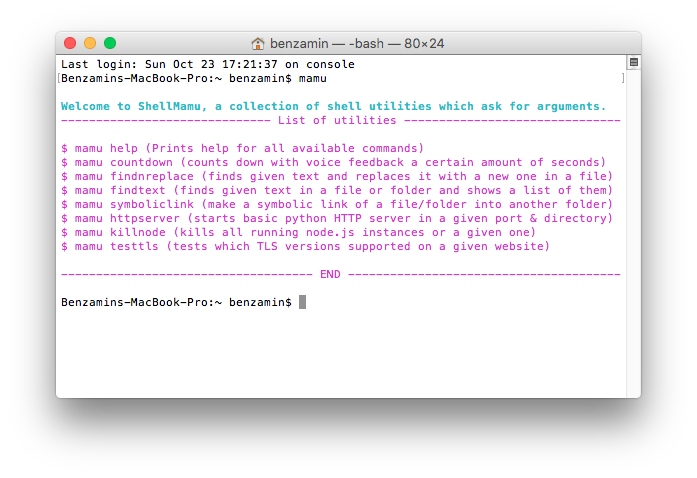 benzamin — -bash — 80×24
Last login: Sun Oct 23 17:21:37 on console
[Benzamins-MacBook-Pro:~ benzamin$ mamu ]
Welcome to ShellMamu, a collection of shell utilities which ask for arguments.
------------------------------ List of utilities -------------------------------
$ mamu help (Prints help for all available commands)
$ mamu countdown (counts down with voice feedback a certain amount of seconds)
$ mamu findnreplace (finds given text and replaces it with a new one in a file)
$ mamu findtext (finds given text in a file or folder and shows a list of them)
$ mamu symboliclink (make a symbolic link of a file/folder into another folder)
$ mamu httpserver (starts basic python HTTP server in a given port & directory)
$ mamu killnode (kills all running node.js instances or a given one)
$ mamu testtls (tests which TLS versions supported on a given website)
------------------------------------ END ---------------------------------------
Benzamins-MacBook-Pro:~ benzamin$